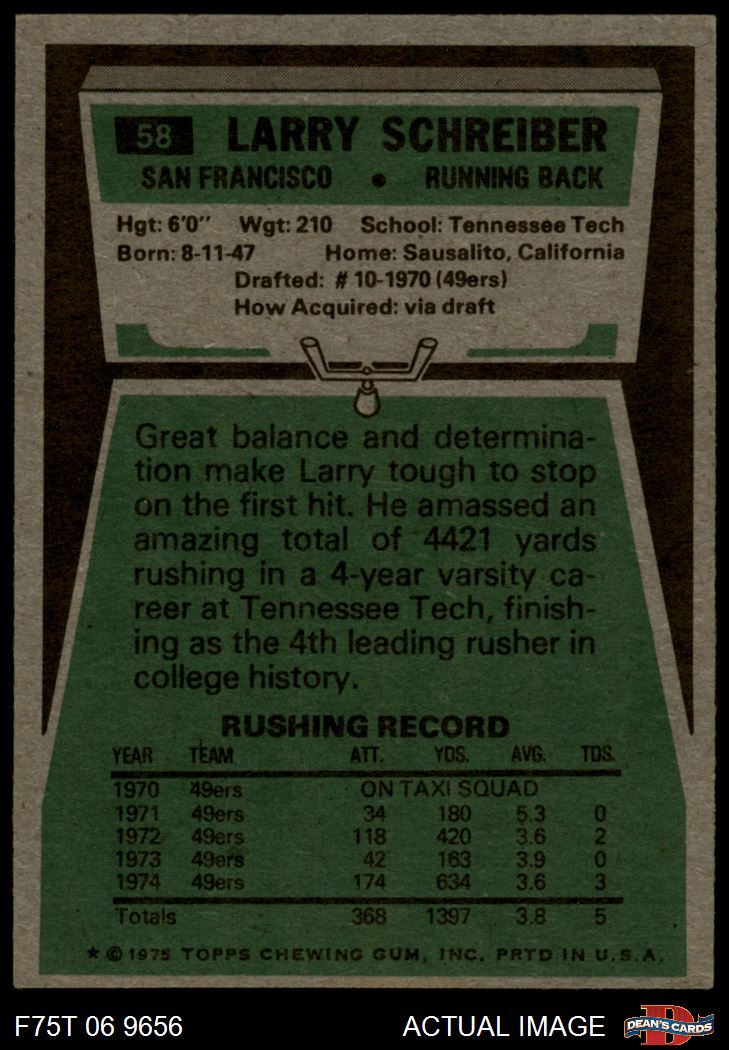 58 LARRY SCHREIBER
SAN FRANCISCO • RUNNING BACK
Hgt: 6'0" Wgt: 210 School: Tennessee Tech
Born: 8-11-47 Home: Sausalito, California
Drafted: # 10-1970 (49ers)
How Acquired: via draft
Great balance and determina-
tion make Larry tough to stop
on the first hit. He amassed an
amazing total of 4421 yards
rushing in a 4-year varsity ca-
reer at Tennessee Tech, finish-
ing as the 4th leading rusher in
college history.
RUSHING RECORD
YEAR TEAM ATT. YDS. AVG. TDS.
1970 49ers ON TAXI SQUAD
1971 49ers 34 180 5.3 0
1972 49ers 118 420 3.6 2
1973 49ers 42 163 3.9 0
1974 49ers 174 634 3.6 3
Totals 368 1397 3.8 5
* © 1975 TOPPS CHEWING GUM, INC. PRTD IN U.S.A.
F75T 06 9656 ACTUAL IMAGE D DEAN'S CARDS